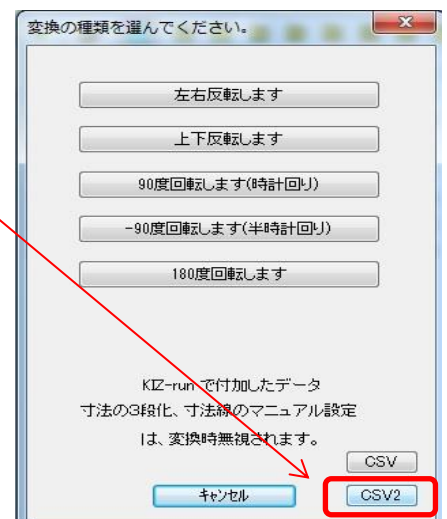 変換の種類を選んでください。
左右反転します
上下反転します
90度回転します(時計回り)
-90度回転します(半時計回り)
180度回転します
KIZ-run で付加したデータ
寸法の3段化、寸法線のマニュアル設定
は、変換時無視されます。
CSV
キャンセル
CSV2